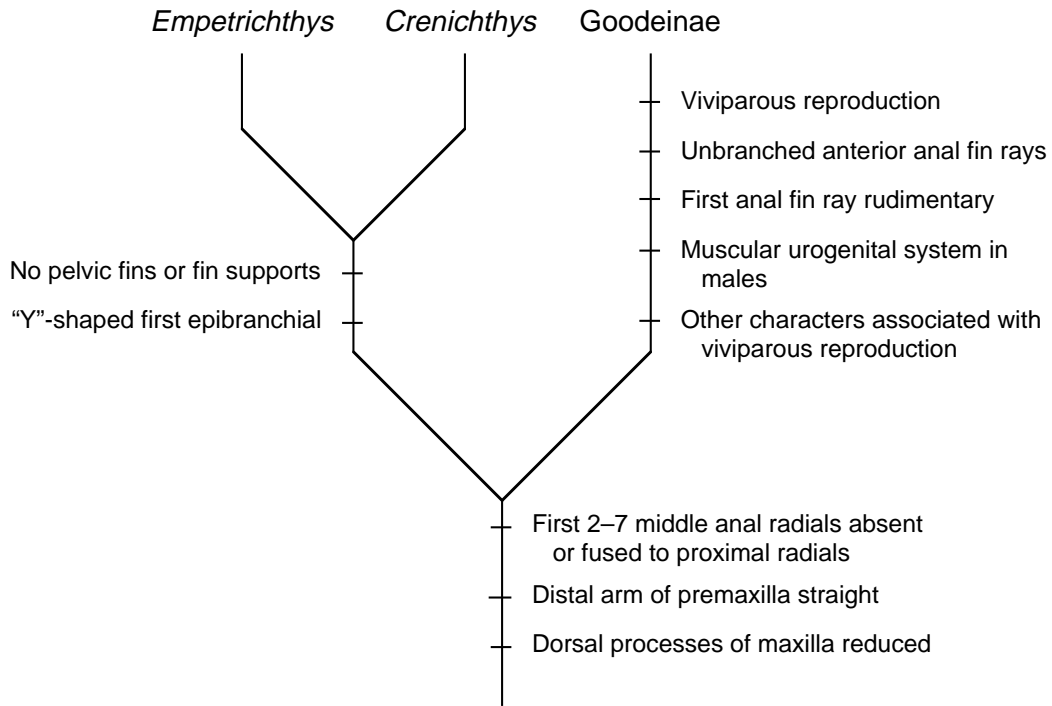 Empetrichthys Crenichthys Goodeinae
Viviparous reproduction
Unbranched anterior anal fin rays
First anal fin ray rudimentary
Muscular urogenital system in
males
No pelvic fins or fin supports
“Y”-shaped first epibranchial
Other characters associated with
viviparous reproduction
First 2–7 middle anal radials absent
or fused to proximal radials
Distal arm of premaxilla straight
Dorsal processes of maxilla reduced